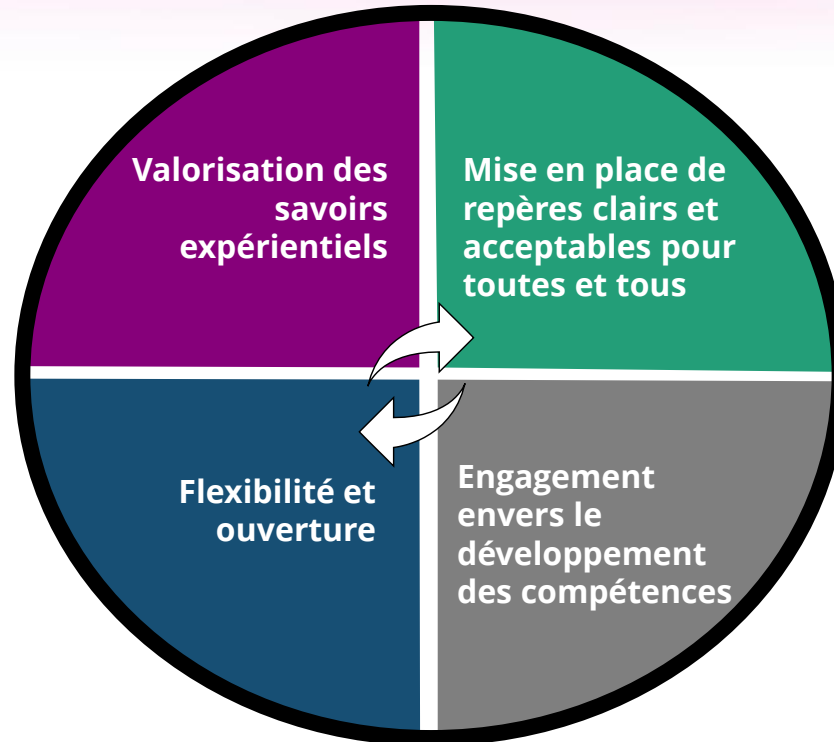 Valorisation des
savoirs
expérientiels
Mise en place de
repères clairs et
acceptables pour
toutes et tous
Flexibilité et
ouverture
Engagement
envers le
développement
des compétences